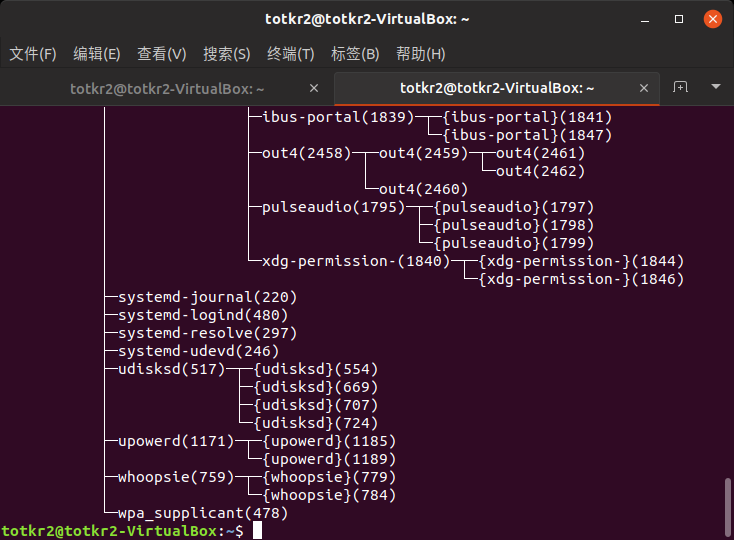 totkr2@totkr2-VirtualBox: ~
文件(F) 编辑(E) 查看(V) 搜索(S) 终端(T) 标签(B) 帮助(H)
totkr2@totkr2-VirtualBox: ~ × totkr2@totkr2-VirtualBox: ~ ×
│               ├─ibus-portal(1839)─┬─{ibus-portal}(1841)
│               │                   └─{ibus-portal}(1847)
│               ├─out4(2458)─┬─out4(2459)─┬─out4(2461)
│               │            │            └─out4(2462)
│               │            └─out4(2460)
│               ├─pulseaudio(1795)─┬─{pulseaudio}(1797)
│               │                  ├─{pulseaudio}(1798)
│               │                  └─{pulseaudio}(1799)
│               └─xdg-permission-(1840)─┬─{xdg-permission-}(1844)
│                                       └─{xdg-permission-}(1846)
├─systemd-journal(220)
├─systemd-logind(480)
├─systemd-resolve(297)
├─systemd-udevd(246)
├─udisksd(517)─┬─{udisksd}(554)
│              ├─{udisksd}(669)
│              ├─{udisksd}(707)
│              └─{udisksd}(724)
├─upowerd(1171)─┬─{upowerd}(1185)
│               └─{upowerd}(1189)
├─whoopsie(759)─┬─{whoopsie}(779)
│               └─{whoopsie}(784)
└─wpa_supplicant(478)
totkr2@totkr2-VirtualBox:~$